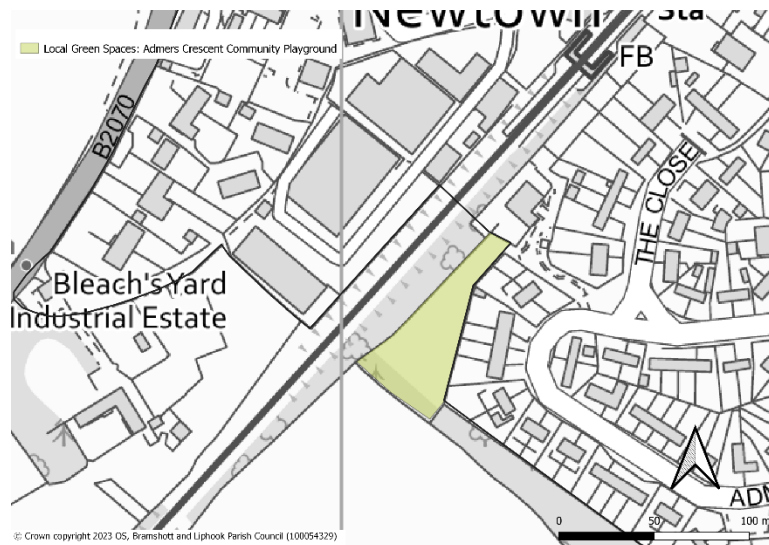 Newtown
Sta
Local Green Spaces: Admers Crescent Community Playground
FB
B2070
THE CLOSE
Bleach's Yard
Industrial Estate
ADM
0 50 100 m
© Crown copyright 2023 OS, Bramshott and Liphook Parish Council (100054329)